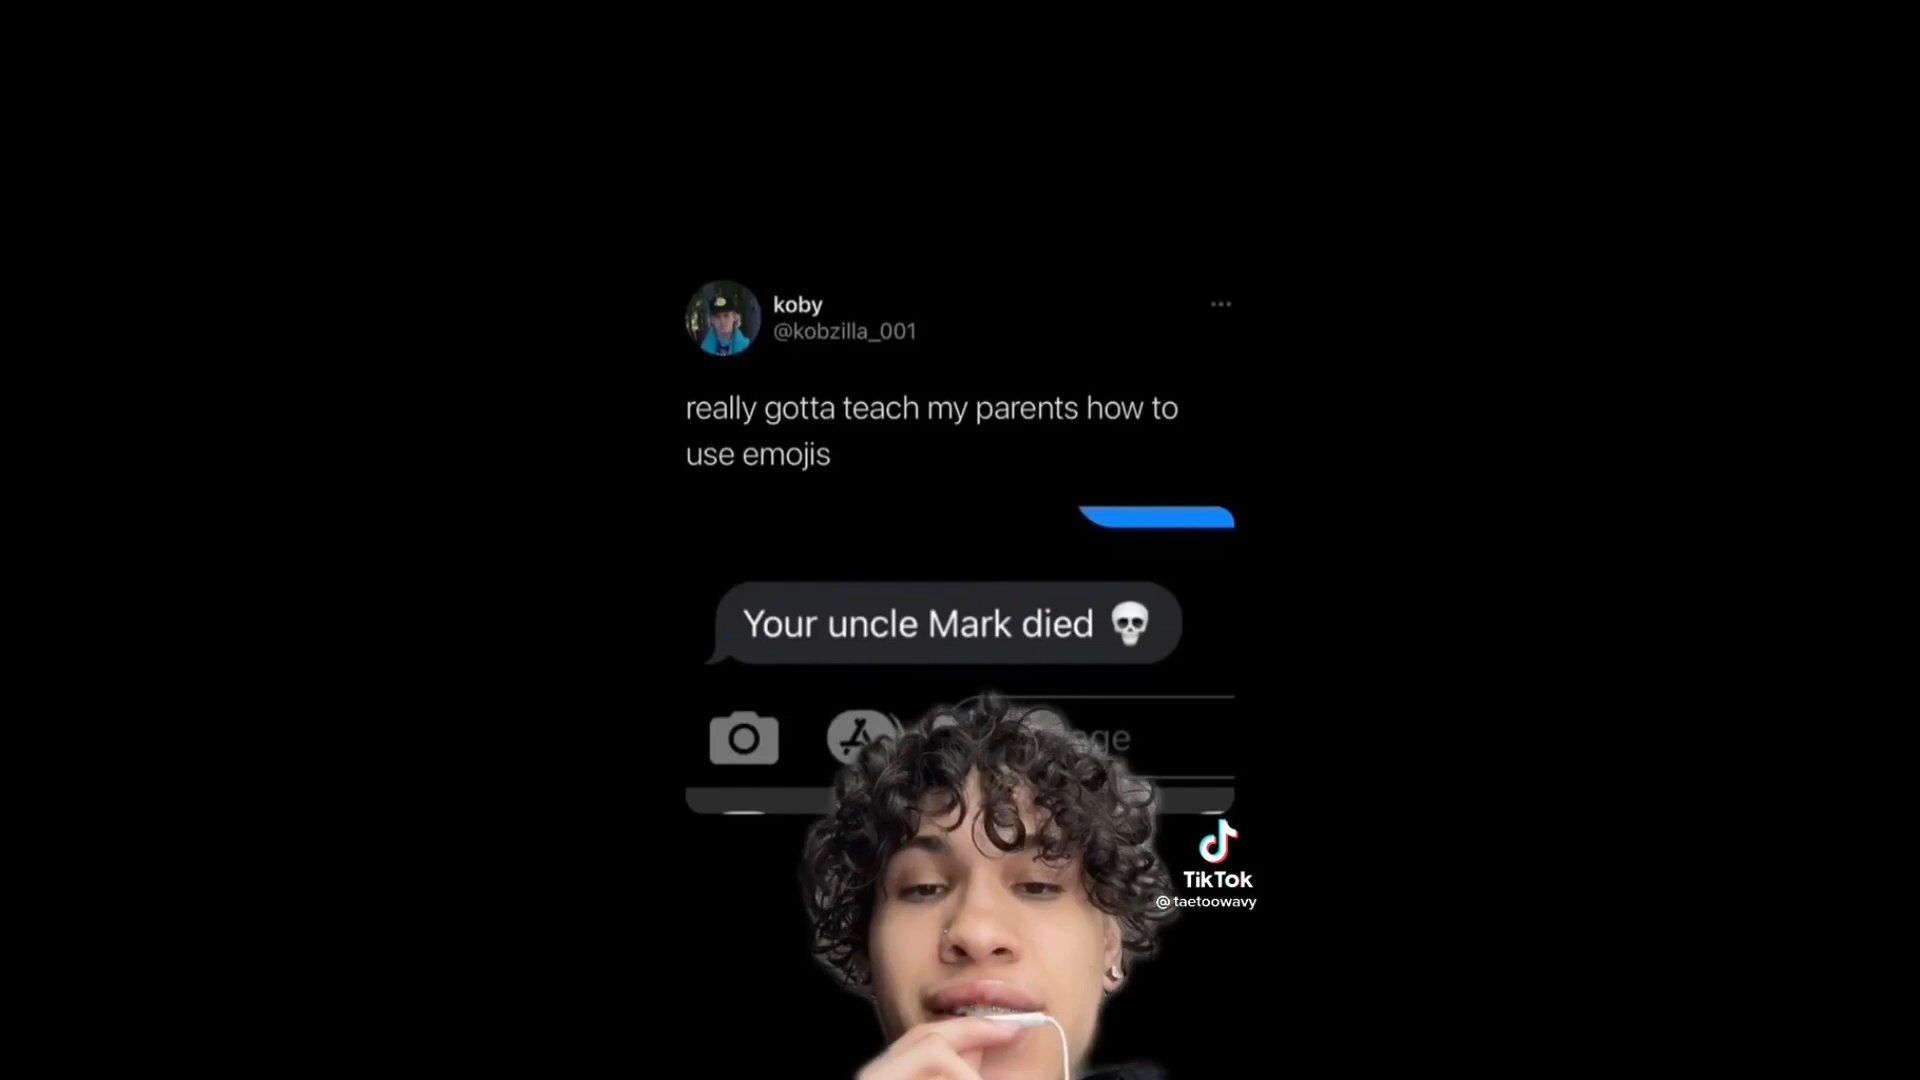 koby
@kobzilla_001
really gotta teach my parents how to
use emojis
Your uncle Mark died 💀
TikTok
@taetoowavy